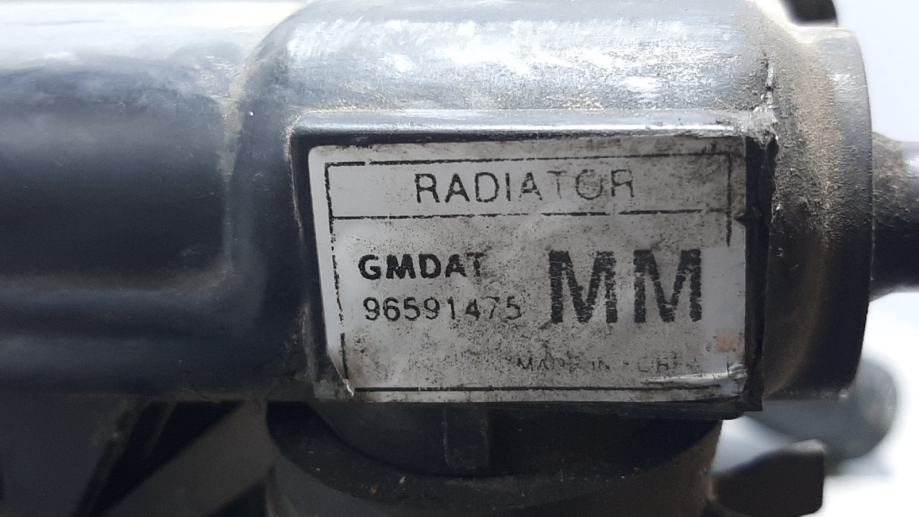 RADIATOR
GMDAT
96591475 MM
MADE IN